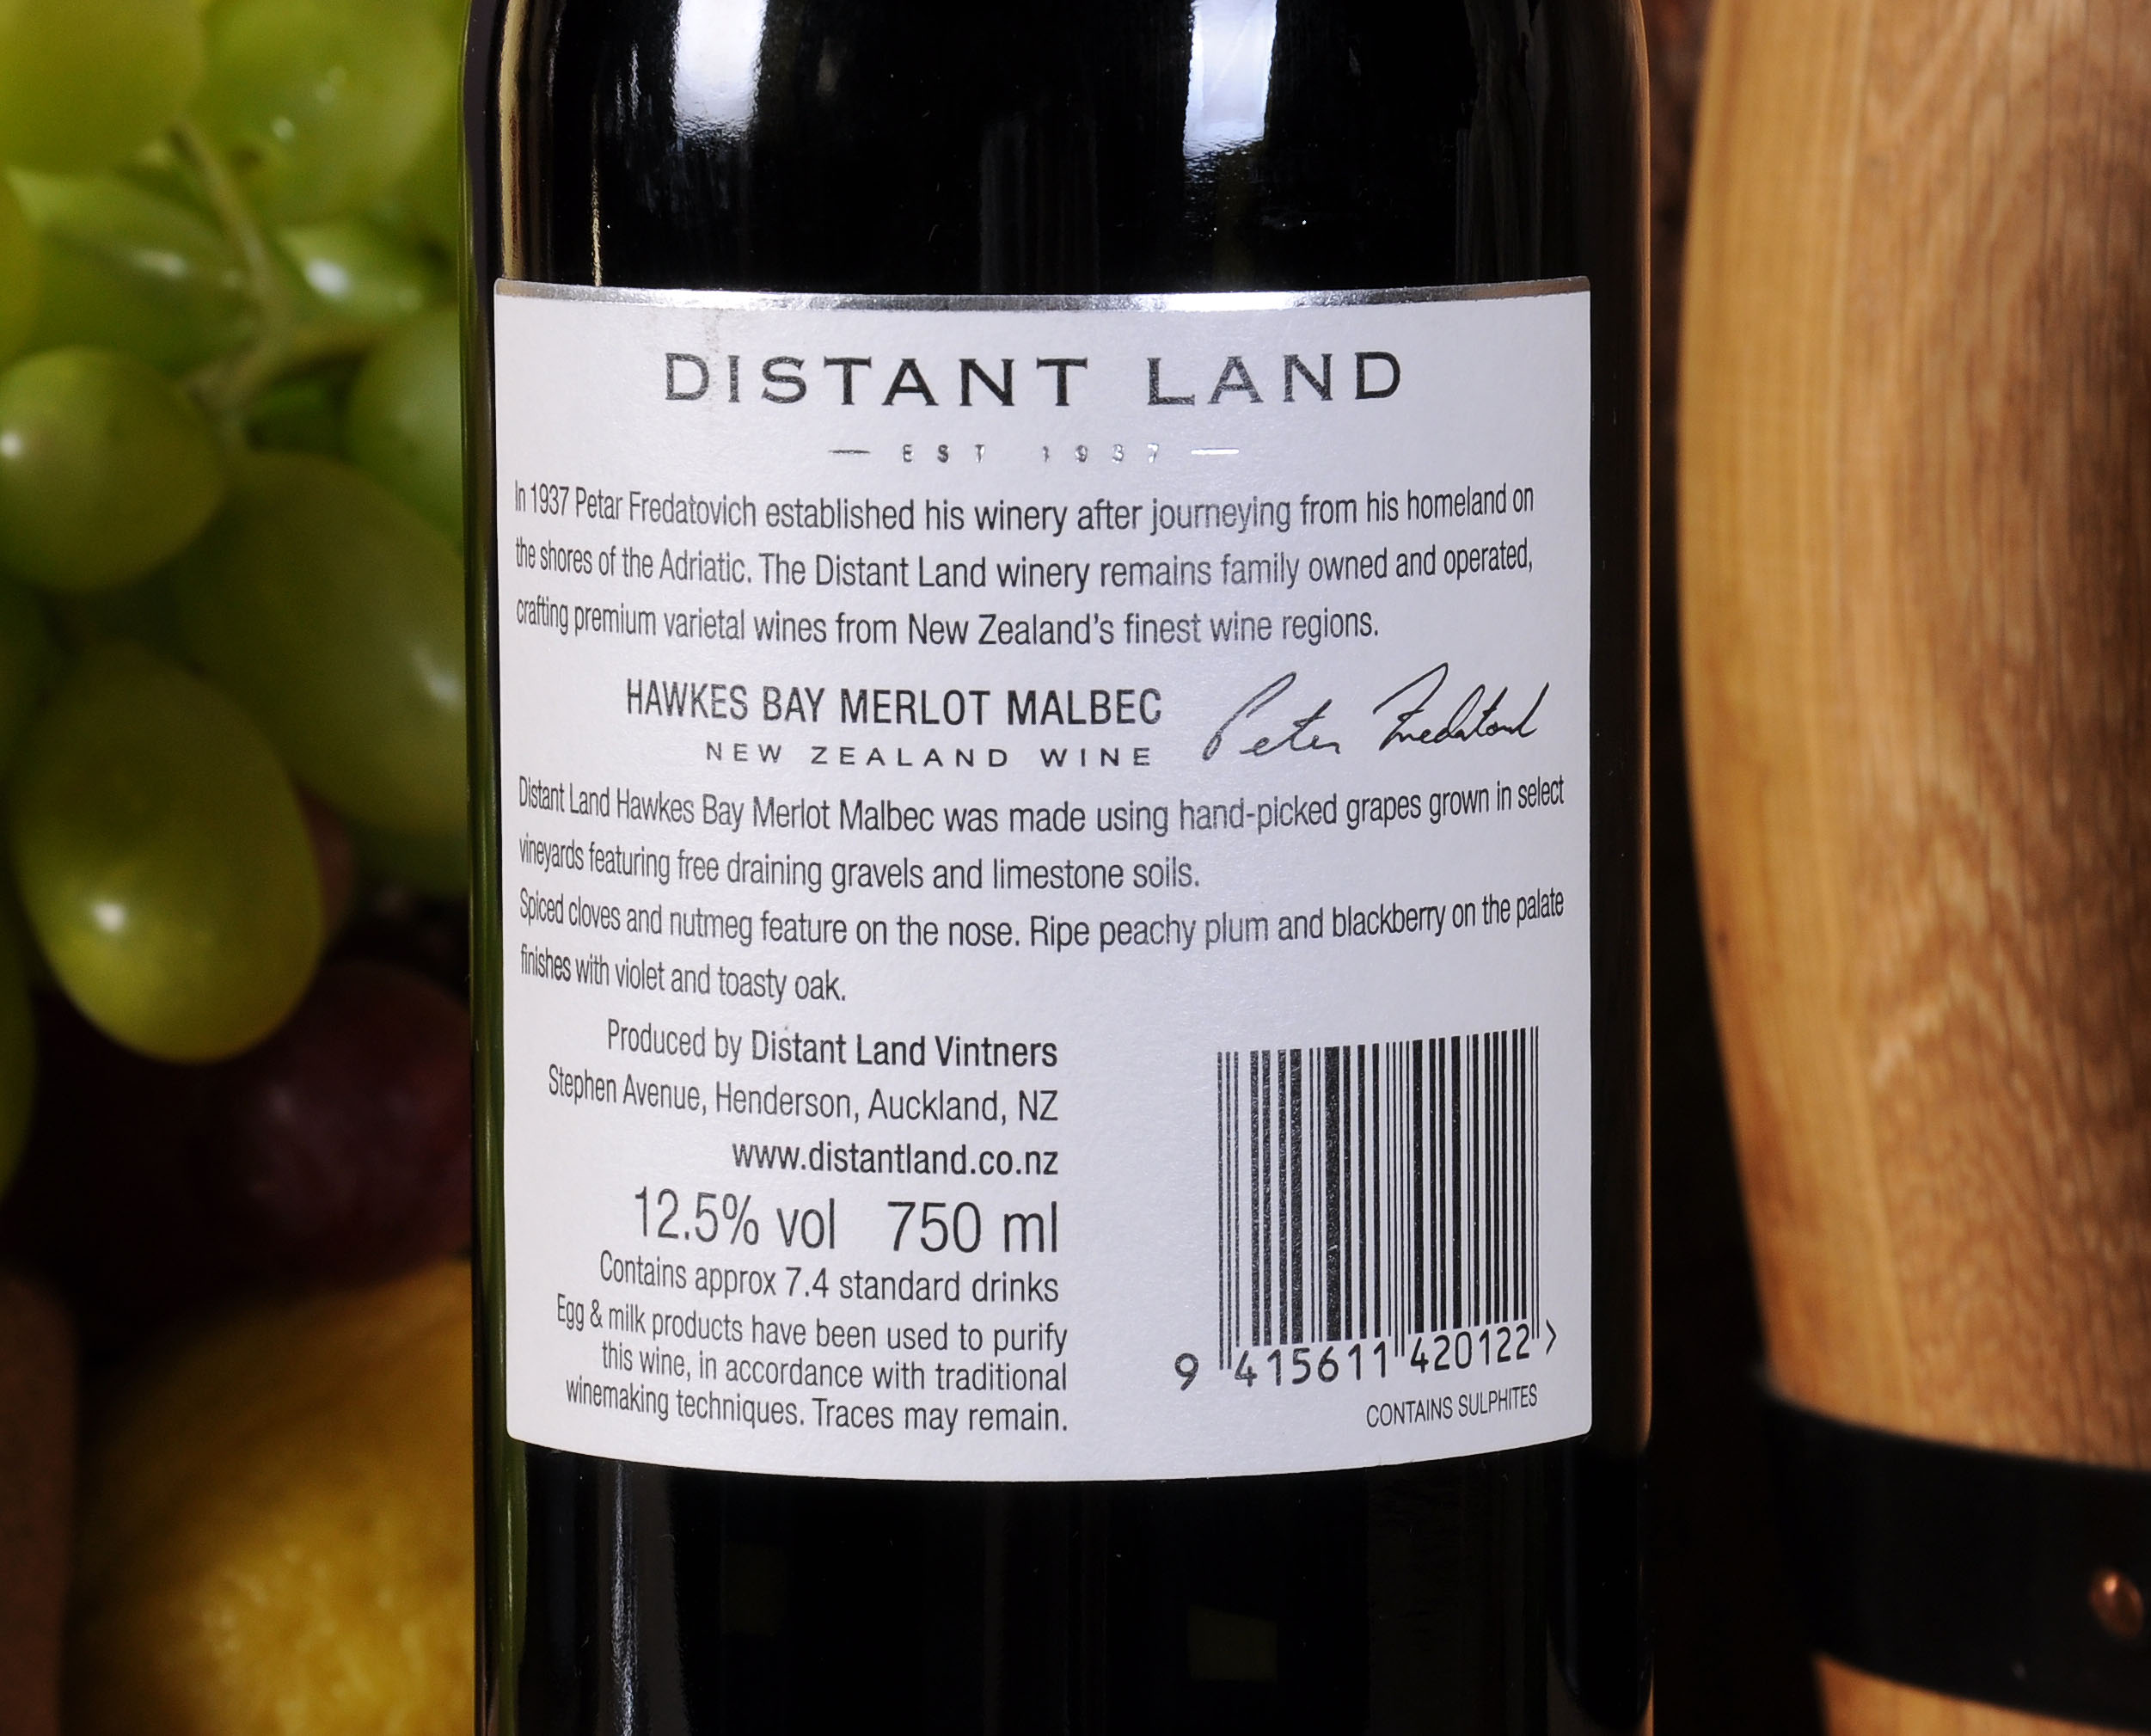 DISTANT LAND
— EST 1937 —
In 1937 Petar Fredatovich established his winery after journeying from his homeland on
the shores of the Adriatic. The Distant Land winery remains family owned and operated,
crafting premium varietal wines from New Zealand's finest wine regions.
HAWKES BAY MERLOT MALBEC
NEW ZEALAND WINE
Peter
Distant Land Hawkes Bay Merlot Malbec was made using hand-picked grapes grown in select
vineyards featuring free draining gravels and limestone soils.
Spiced cloves and nutmeg feature on the nose. Ripe peachy plum and blackberry on the palate
finishes with violet and toasty oak.
Produced by Distant Land Vintners
Stephen Avenue, Henderson, Auckland, NZ
www.distantland.co.nz
12.5% vol 750 ml
Contains approx 7.4 standard drinks
Egg & milk products have been used to purify
this wine, in accordance with traditional
winemaking techniques. Traces may remain.
9 415611 420122 >
CONTAINS SULPHITES